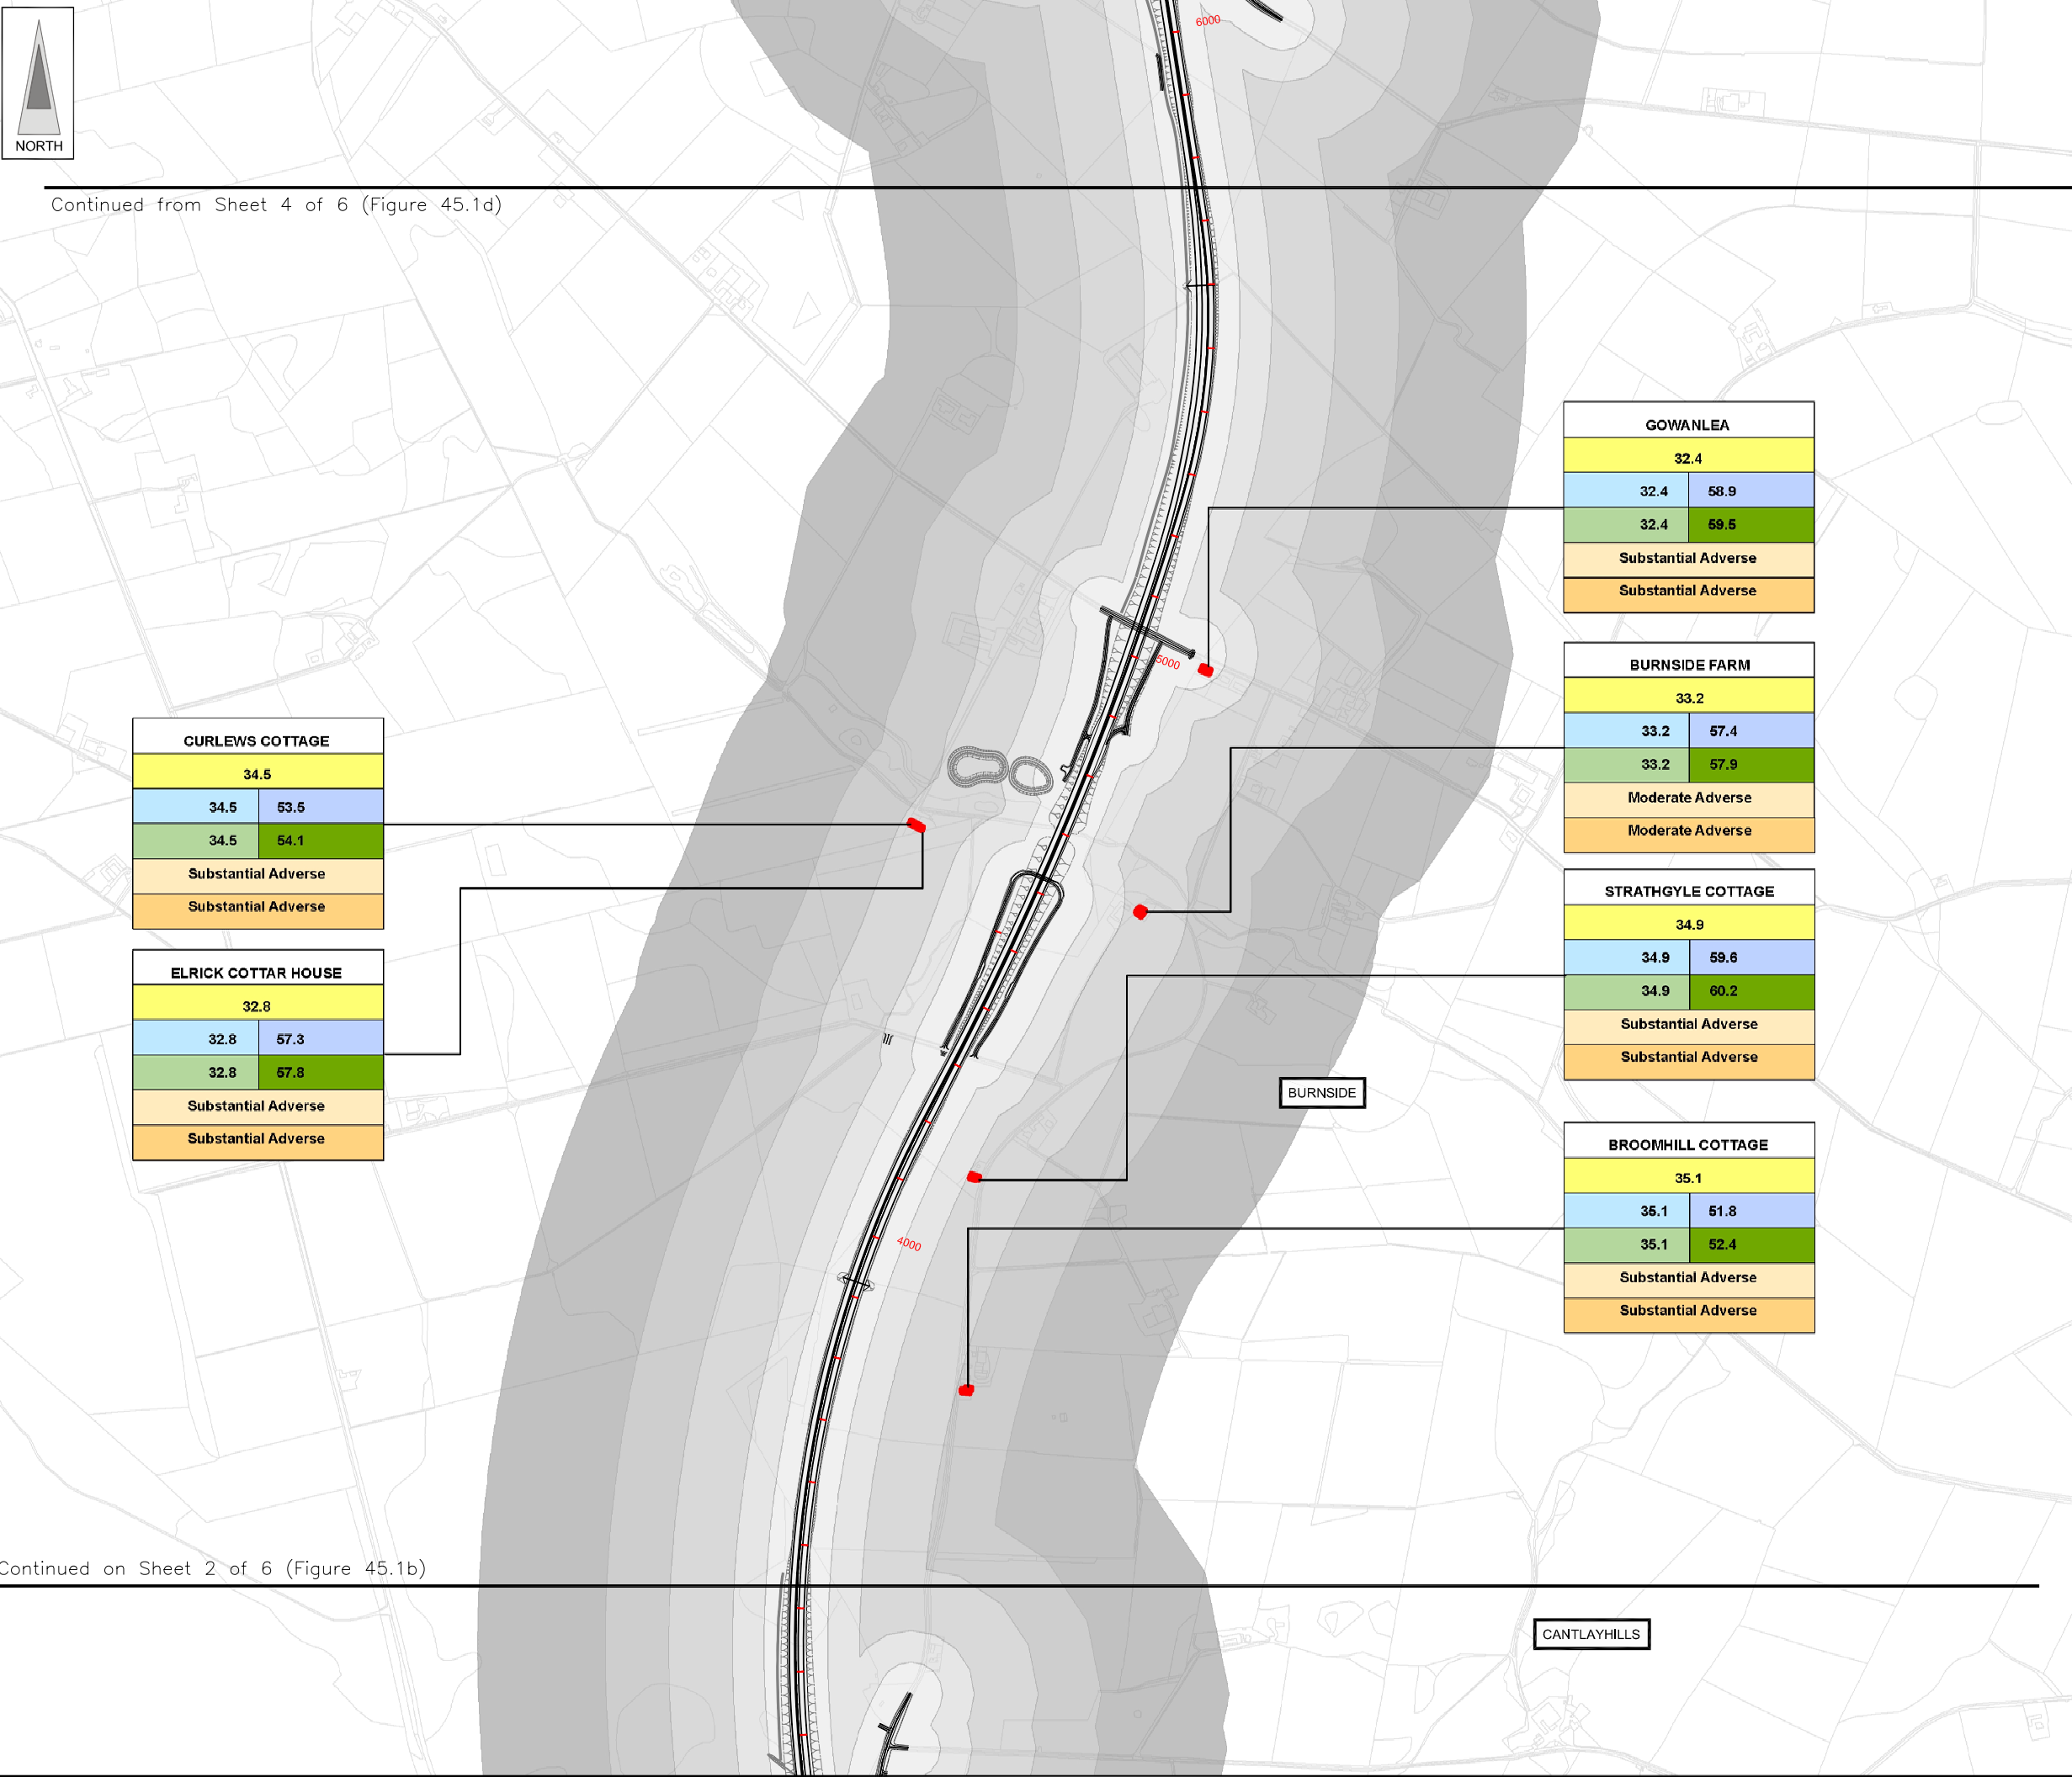 NORTH
6000
Continued from Sheet 4 of 6 (Figure 45.1d)
GOWANLEA
32.4
32.4 58.9
32.4 59.5
Substantial Adverse
Substantial Adverse
5000
BURNSIDE FARM
33.2
33.2 57.4
33.2 57.9
Moderate Adverse
Moderate Adverse
CURLEWS COTTAGE
34.5
34.5 53.5
34.5 54.1
Substantial Adverse
Substantial Adverse
STRATHGYLE COTTAGE
34.9
34.9 59.6
34.9 60.2
Substantial Adverse
Substantial Adverse
ELRICK COTTAR HOUSE
32.8
32.8 57.3
32.8 57.8
Substantial Adverse
Substantial Adverse
BURNSIDE
BROOMHILL COTTAGE
35.1
35.1 51.8
35.1 52.4
Substantial Adverse
Substantial Adverse
4000
Continued on Sheet 2 of 6 (Figure 45.1b)
CANTLAYHILLS